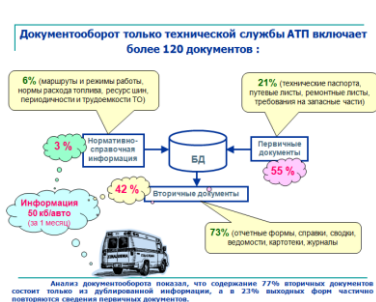 Документооборот только технической службы АТП включает
более 120 документов :
6% (маршруты и режимы работы,
нормы расхода топлива, ресурс шин,
периодичности и трудоемкости ТО)
21% (технические паспорта,
путевые листы, ремонтные листы,
требования на запасные части)
3 %
Нормативно-
справочная
информация
БД
Первичные
документы
55 %
42 %
Вторичные документы
Информация
50 кб/авто
(за 1 месяц)
73% (отчетные формы, справки, сводки,
ведомости, картотеки, журналы
Анализ документооборота показал, что содержание 77% вторичных документов
состоит только из дублированной информации, а в 23% выходных форм частично
повторяются сведения первичных документов.